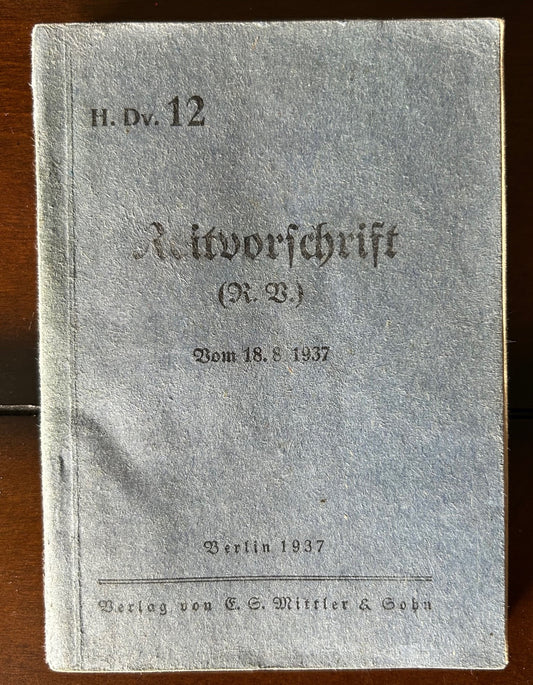 H. Dv. 12
Reitvorschrift
(R. V.)
Vom 18. 8 1937
Berlin 1937
Verlag von E. S. Mittler & Sohn